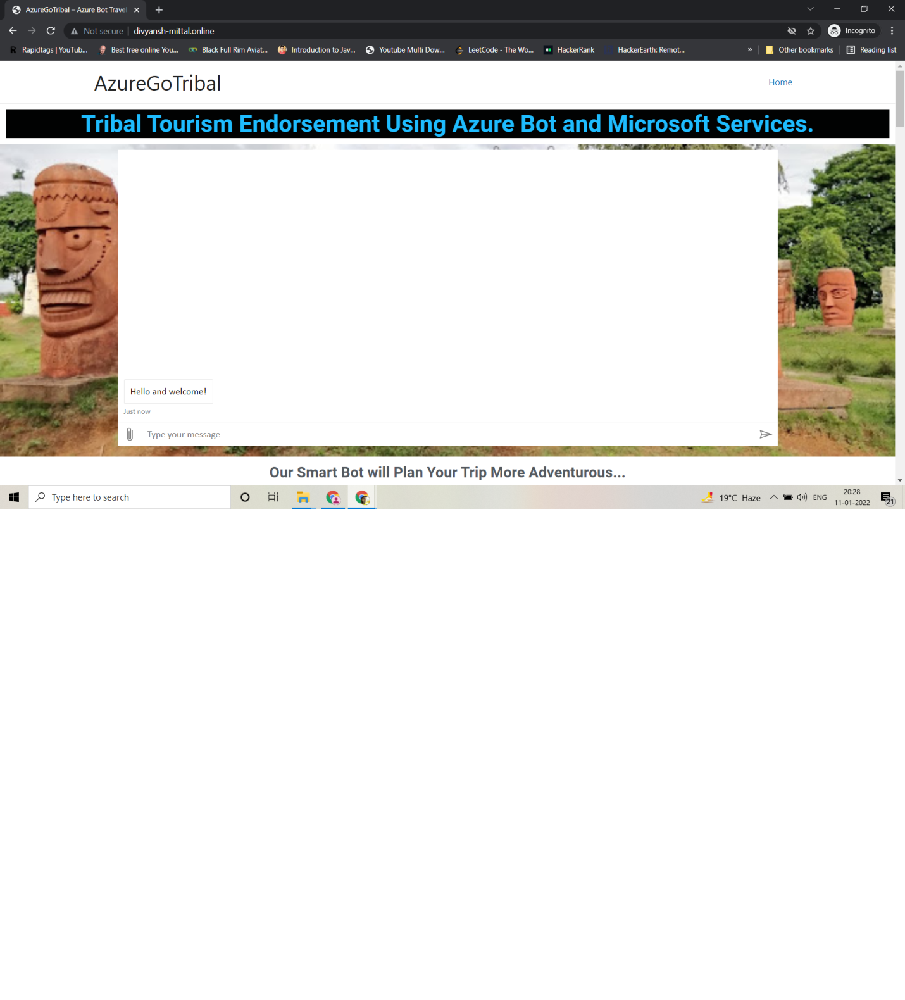 AzureGoTribal – Azure Bot Travel
Not secure | divyansh-mittal.online
Incognito
R Rapidtags | YouTub...
Best free online You...
Black Full Rim Aviat...
Introduction to Jav...
Youtube Multi Dow...
LeetCode - The Wo...
HackerRank
HackerEarth: Remot...
»
Other bookmarks
Reading list
AzureGoTribal
Home
Tribal Tourism Endorsement Using Azure Bot and Microsoft Services.
Hello and welcome!
Just now
Type your message
Our Smart Bot will Plan Your Trip More Adventurous...
Type here to search
19°C Haze
ENG
20:28
11-01-2022
21